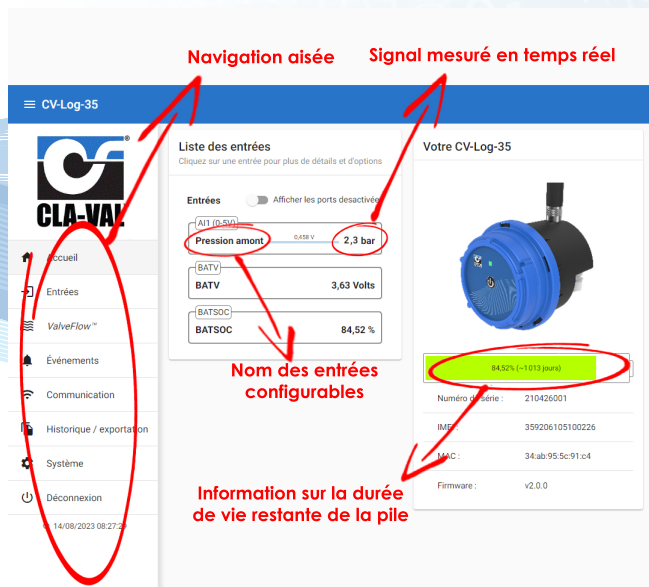 Navigation aisée
Signal mesuré en temps réel
CV-Log-35
CLA-VAL
®
Accueil
Entrées
ValveFlow™
Événements
Communication
Historique / exportation
Système
Déconnexion
14/08/2023 08:27:29
Liste des entrées
Cliquez sur une entrée pour plus de détails et d'options
Entrées
Afficher les ports desactivée
AI1 (0-5V)
Pression amont
0,458 V
2,3 bar
BATV
BATV
3,63 Volts
BATSOC
BATSOC
84,52 %
Nom des entrées
configurables
Votre CV-Log-35
84,52% (~1 013 jours)
Numéro de série :
210426001
IMEI :
359206105100226
MAC :
34:ab:95:5c:91:c4
Firmware :
v2.0.0
Information sur la durée
de vie restante de la pile